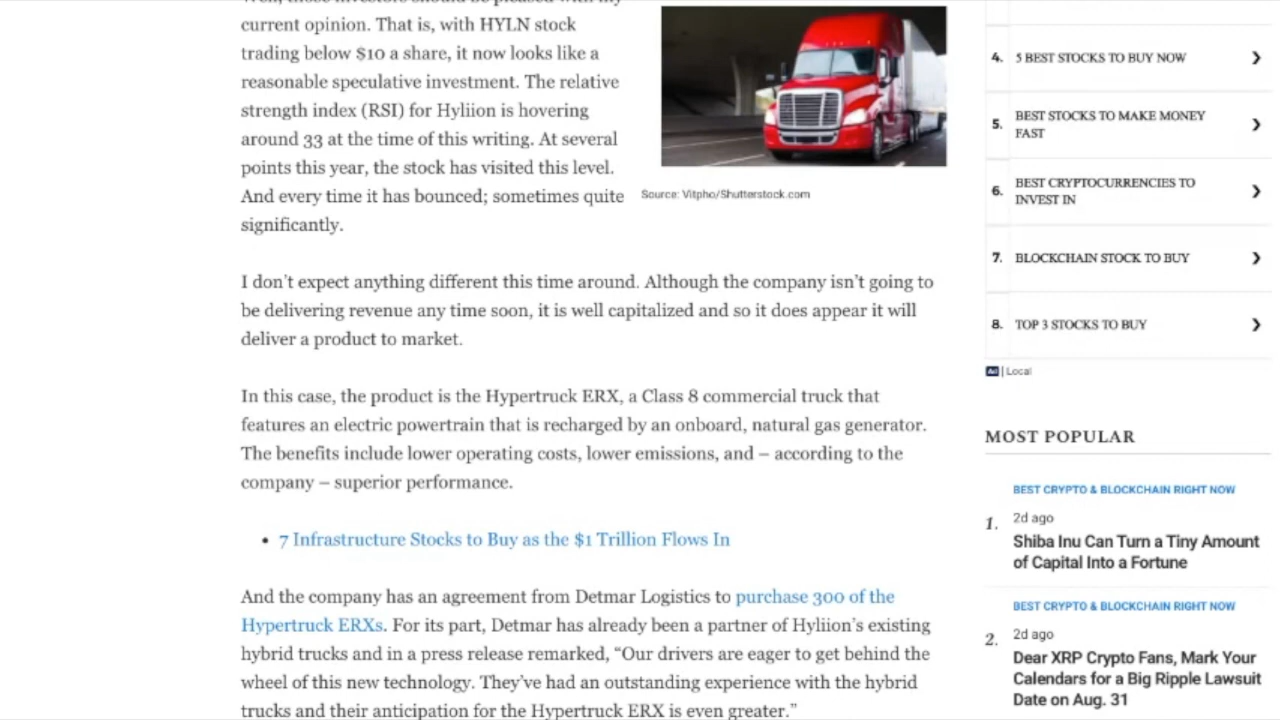 current opinion. That is, with HYLN stock
trading below $10 a share, it now looks like a
reasonable speculative investment. The relative
strength index (RSI) for Hyliion is hovering
around 33 at the time of this writing. At several
points this year, the stock has visited this level.
And every time it has bounced; sometimes quite
significantly.
Source: Vitpho/Shutterstock.com
I don’t expect anything different this time around. Although the company isn’t going to
be delivering revenue any time soon, it is well capitalized and so it does appear it will
deliver a product to market.
In this case, the product is the Hypertruck ERX, a Class 8 commercial truck that
features an electric powertrain that is recharged by an onboard, natural gas generator.
The benefits include lower operating costs, lower emissions, and – according to the
company – superior performance.
• 7 Infrastructure Stocks to Buy as the $1 Trillion Flows In
And the company has an agreement from Detmar Logistics to purchase 300 of the
Hypertruck ERXs. For its part, Detmar has already been a partner of Hyliion’s existing
hybrid trucks and in a press release remarked, “Our drivers are eager to get behind the
wheel of this new technology. They’ve had an outstanding experience with the hybrid
trucks and their anticipation for the Hypertruck ERX is even greater.”
4. 5 BEST STOCKS TO BUY NOW
5. BEST STOCKS TO MAKE MONEY
FAST
6. BEST CRYPTOCURRENCIES TO
INVEST IN
7. BLOCKCHAIN STOCK TO BUY
8. TOP 3 STOCKS TO BUY
Ad | Local
MOST POPULAR
BEST CRYPTO & BLOCKCHAIN RIGHT NOW
1. 2d ago
Shiba Inu Can Turn a Tiny Amount
of Capital Into a Fortune
BEST CRYPTO & BLOCKCHAIN RIGHT NOW
2. 2d ago
Dear XRP Crypto Fans, Mark Your
Calendars for a Big Ripple Lawsuit
Date on Aug. 31